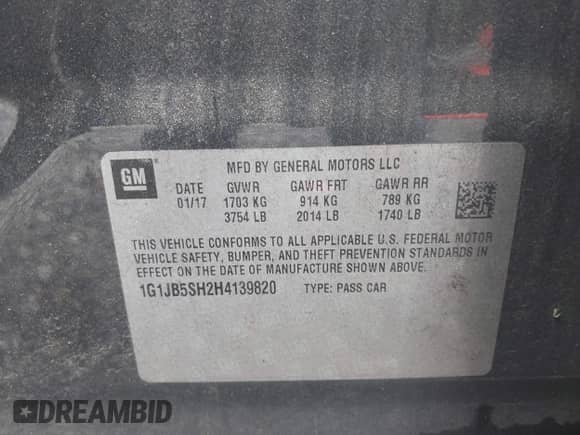 GM
MFD BY GENERAL MOTORS LLC
DATE GVWR GAWR FRT GAWR RR
01/17 1703 KG 914 KG 789 KG
3754 LB 2014 LB 1740 LB
THIS VEHICLE CONFORMS TO ALL APPLICABLE U.S. FEDERAL MOTOR
VEHICLE SAFETY, BUMPER, AND THEFT PREVENTION STANDARDS IN
EFFECT ON THE DATE OF MANUFACTURE SHOWN ABOVE.
1G1JB5SH2H4139820 TYPE: PASS CAR
DREAMBID